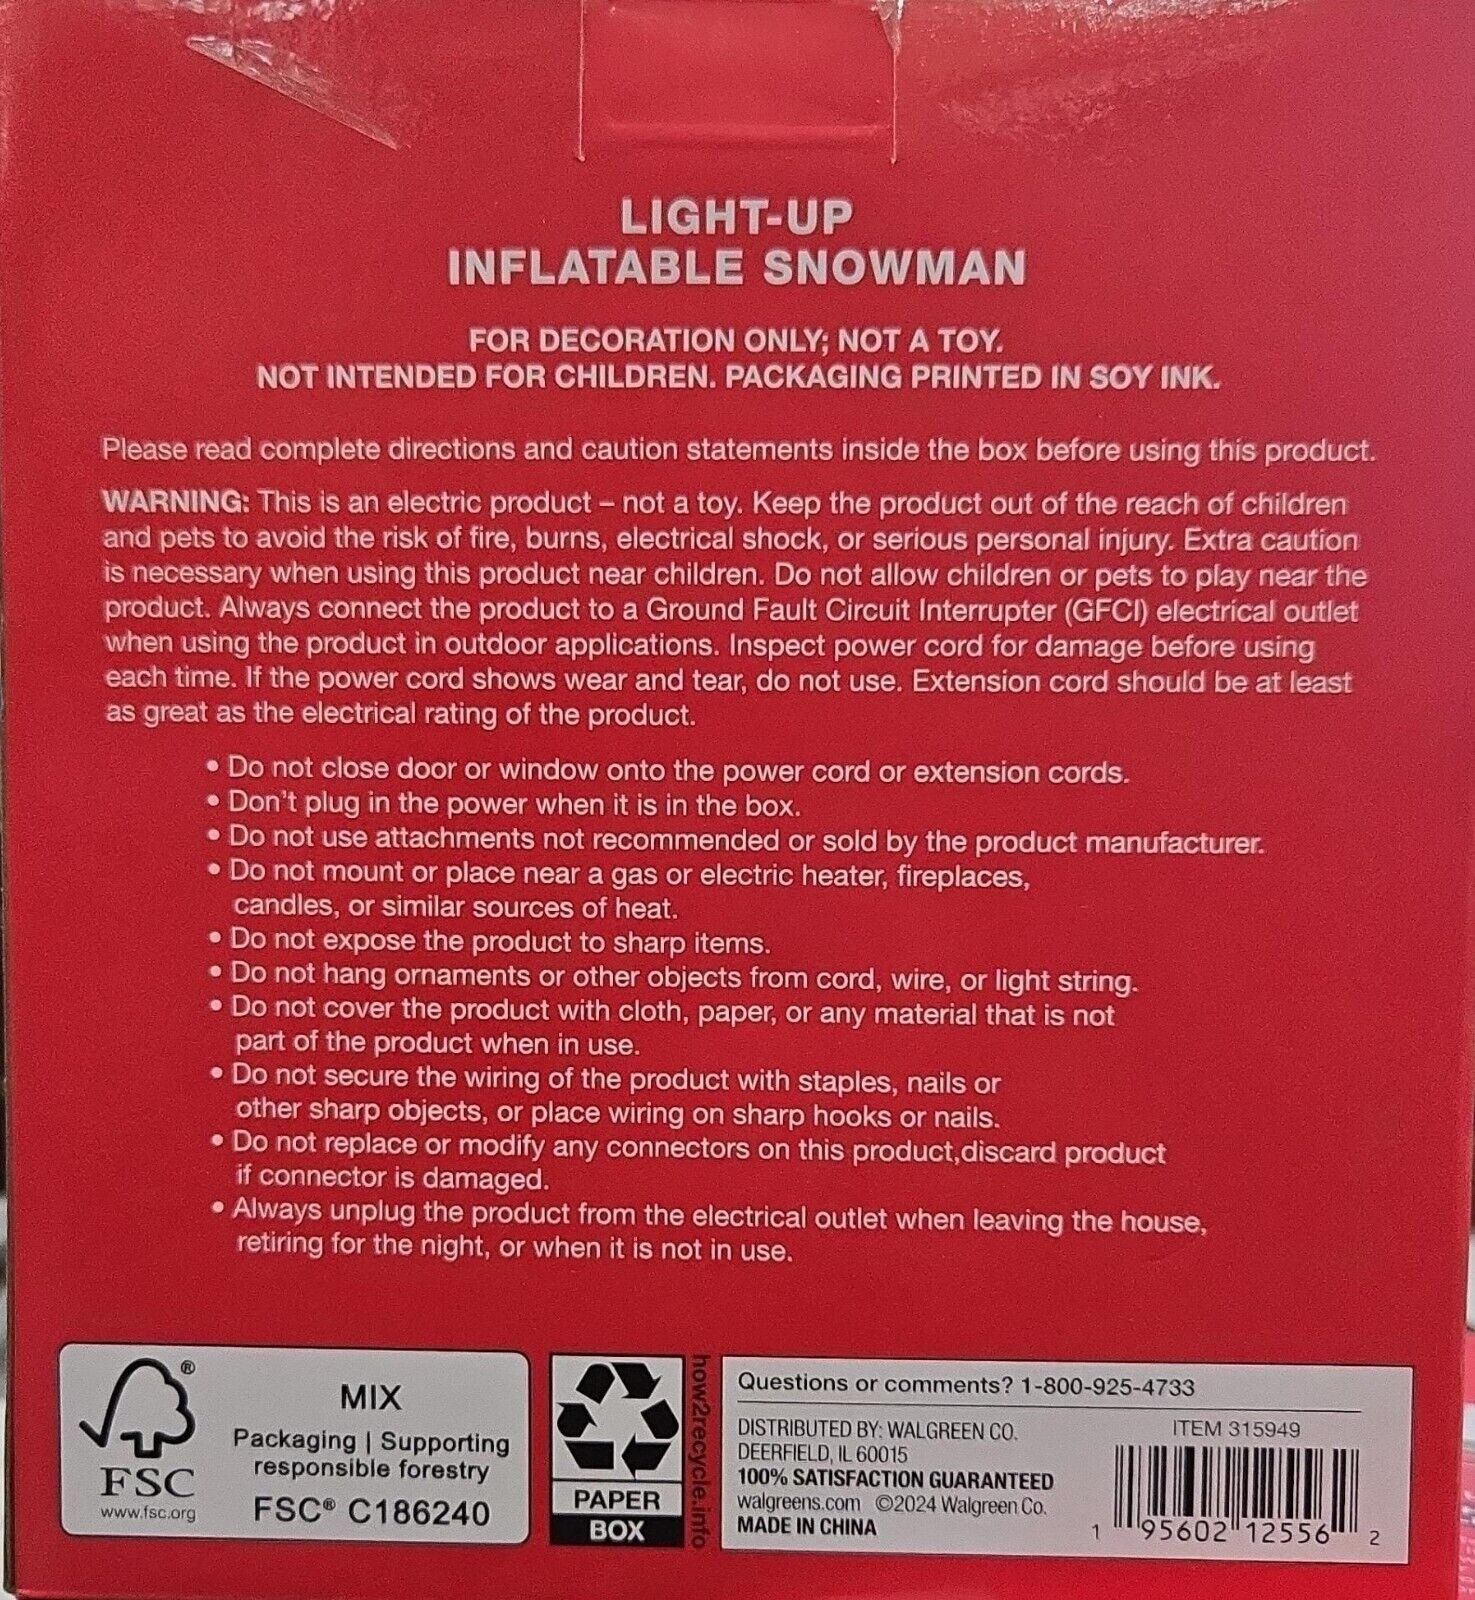 LIGHT-UP
INFLATABLE SNOWMAN
FOR DECORATION ONLY; NOT A TOY.
NOT INTENDED FOR CHILDREN. PACKAGING PRINTED IN SOY INK.
Please read complete directions and caution statements inside the box before using this product.
WARNING: This is an electric product – not a toy. Keep the product out of the reach of children
and pets to avoid the risk of fire, burns, electrical shock, or serious personal injury. Extra caution
is necessary when using this product near children. Do not allow children or pets to play near the
product. Always connect the product to a Ground Fault Circuit Interrupter (GFCI) electrical outlet
when using the product in outdoor applications. Inspect power cord for damage before using
each time. If the power cord shows wear and tear, do not use. Extension cord should be at least
as great as the electrical rating of the product.
• Do not close door or window onto the power cord or extension cords.
• Don't plug in the power when it is in the box.
• Do not use attachments not recommended or sold by the product manufacturer.
• Do not mount or place near a gas or electric heater, fireplaces,
candles, or similar sources of heat.
• Do not expose the product to sharp items.
• Do not hang ornaments or other objects from cord, wire, or light string.
• Do not cover the product with cloth, paper, or any material that is not
part of the product when in use.
• Do not secure the wiring of the product with staples, nails or
other sharp objects, or place wiring on sharp hooks or nails.
• Do not replace or modify any connectors on this product,discard product
if connector is damaged.
• Always unplug the product from the electrical outlet when leaving the house,
retiring for the night, or when it is not in use.
®
FSC
www.fsc.org
MIX
Packaging | Supporting
responsible forestry
FSC® C186240
PAPER
BOX
how2recycle.info
Questions or comments? 1-800-925-4733
DISTRIBUTED BY: WALGREEN CO.
DEERFIELD, IL 60015
100% SATISFACTION GUARANTEED
walgreens.com ©2024 Walgreen Co.
MADE IN CHINA
ITEM 315949
1 95602 12556 2